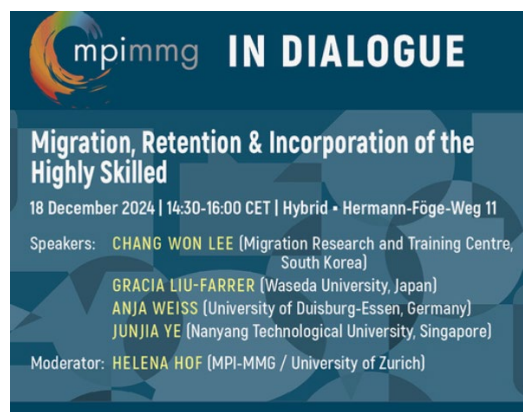 mpimmg IN DIALOGUE
Migration, Retention & Incorporation of the
Highly Skilled
18 December 2024 | 14:30-16:00 CET | Hybrid • Hermann-Föge-Weg 11
Speakers: CHANG WON LEE (Migration Research and Training Centre,
South Korea)
GRACIA LIU-FARRER (Waseda University, Japan)
ANJA WEISS (University of Duisburg-Essen, Germany)
JUNJIA YE (Nanyang Technological University, Singapore)
Moderator: HELENA HOF (MPI-MMG / University of Zurich)